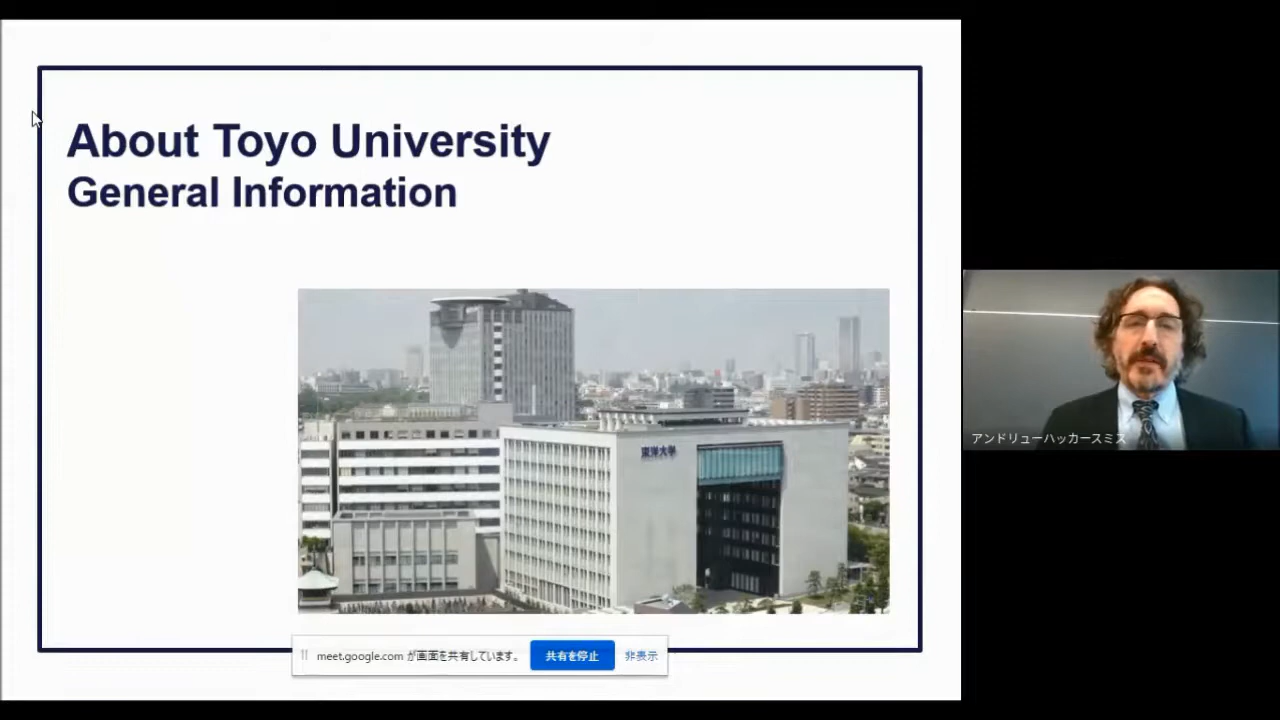 About Toyo University
General Information
東洋大学
アンドリューハッカースミス
meet.google.com が画面を共有しています。
共有を停止
非表示